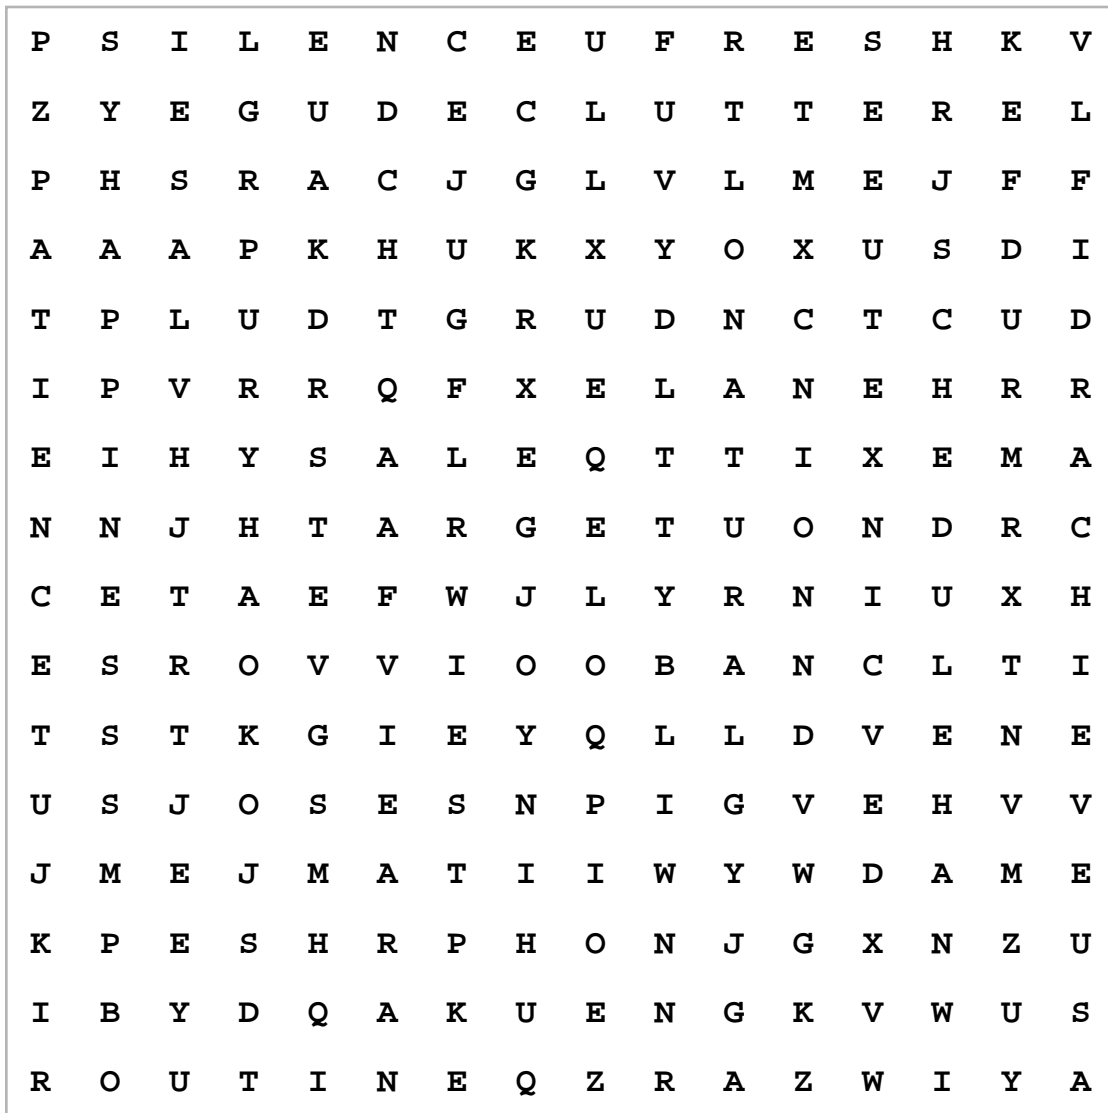 P S I L E N C E U F R E S H K V
Z Y E G U D E C L U T T E R E L
P H S R A C J G L V L M E J F F
A A A P K H U K X Y O X U S D I
T P L U D T G R U D N C T C U D
I P V R R Q F X E L A N E H R R
E I H Y S A L E Q T T I X E M A
N N J H T A R G E T U O N D R C
C E T A E F W J L Y R N I U X H
E S R O V V I O O B A N C L T I
T S T K G I E Y Q L L D V E N E
U S J O S E S N P I G V E H V V
J M E J M A T I I W Y W D A M E
K P E S H R P H O N J G X N Z U
I B Y D Q A K U E N G K V W U S
R O U T I N E Q Z R A Z W I Y A